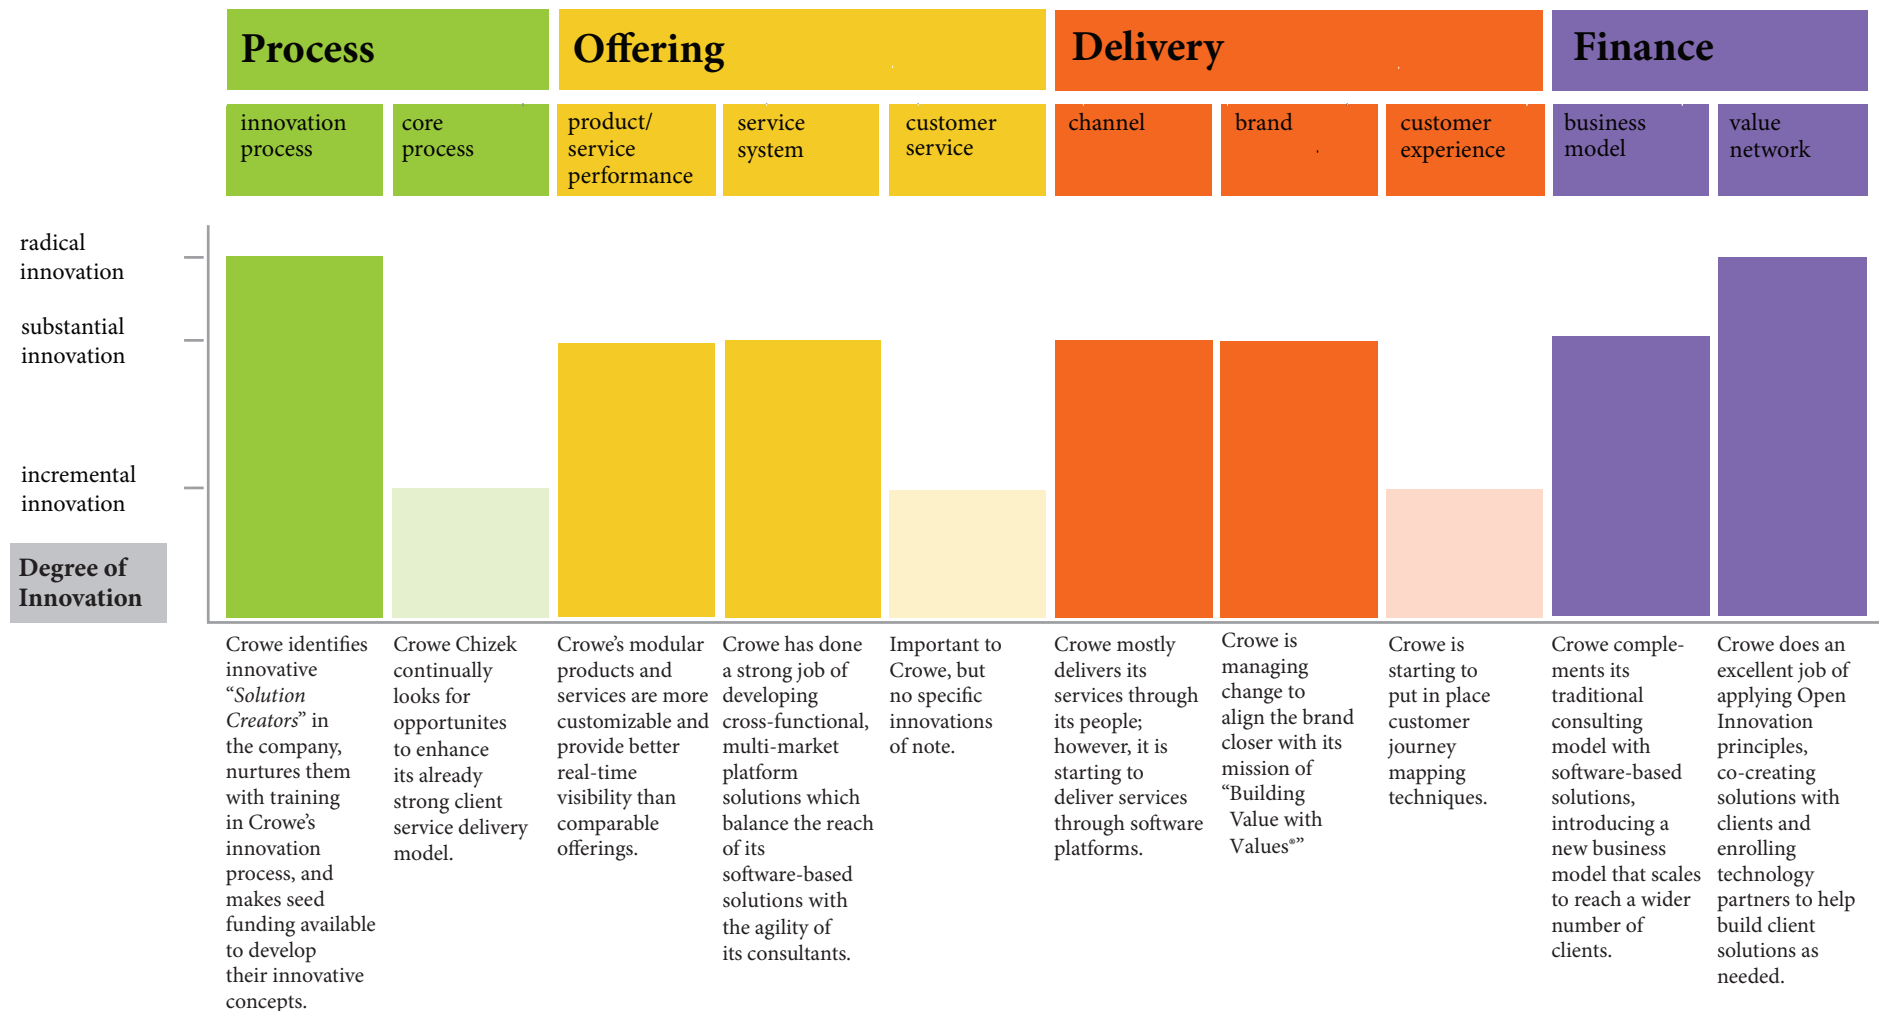 Process
Offering
Delivery
Finance
innovation
process
core
process
product/
service
performance
service
system
customer
service
channel
brand
customer
experience
business
model
value
network
radical
innovation
substantial
innovation
incremental
innovation
Degree of
Innovation
Crowe identifies
innovative
“Solution
Creators” in
the company,
nurtures them
with training
in Crowe’s
innovation
process, and
makes seed
funding available
to develop
their innovative
concepts.
Crowe Chizek
continually
looks for
opportunites
to enhance
its already
strong client
service delivery
model.
Crowe’s modular
products and
services are more
customizable and
provide better
real-time
visibility than
comparable
offerings.
Crowe has done
a strong job of
developing
cross-functional,
multi-market
platform
solutions which
balance the reach
of its
software-based
solutions with
the agility of
its consultants.
Important to
Crowe, but
no specific
innovations
of note.
Crowe mostly
delivers its
services through
its people;
however, it is
starting to
deliver services
through software
platforms.
Crowe is
managing
change to
align the brand
closer with its
mission of
“Building
Value with
Values®”
Crowe is
starting to
put in place
customer
journey
mapping
techniques.
Crowe comple-
ments its
traditional
consulting
model with
software-based
solutions,
introducing a
new business
model that scales
to reach a wider
number of
clients.
Crowe does an
excellent job of
applying Open
Innovation
principles,
co-creating
solutions with
clients and
enrolling
technology
partners to help
build client
solutions as
needed.